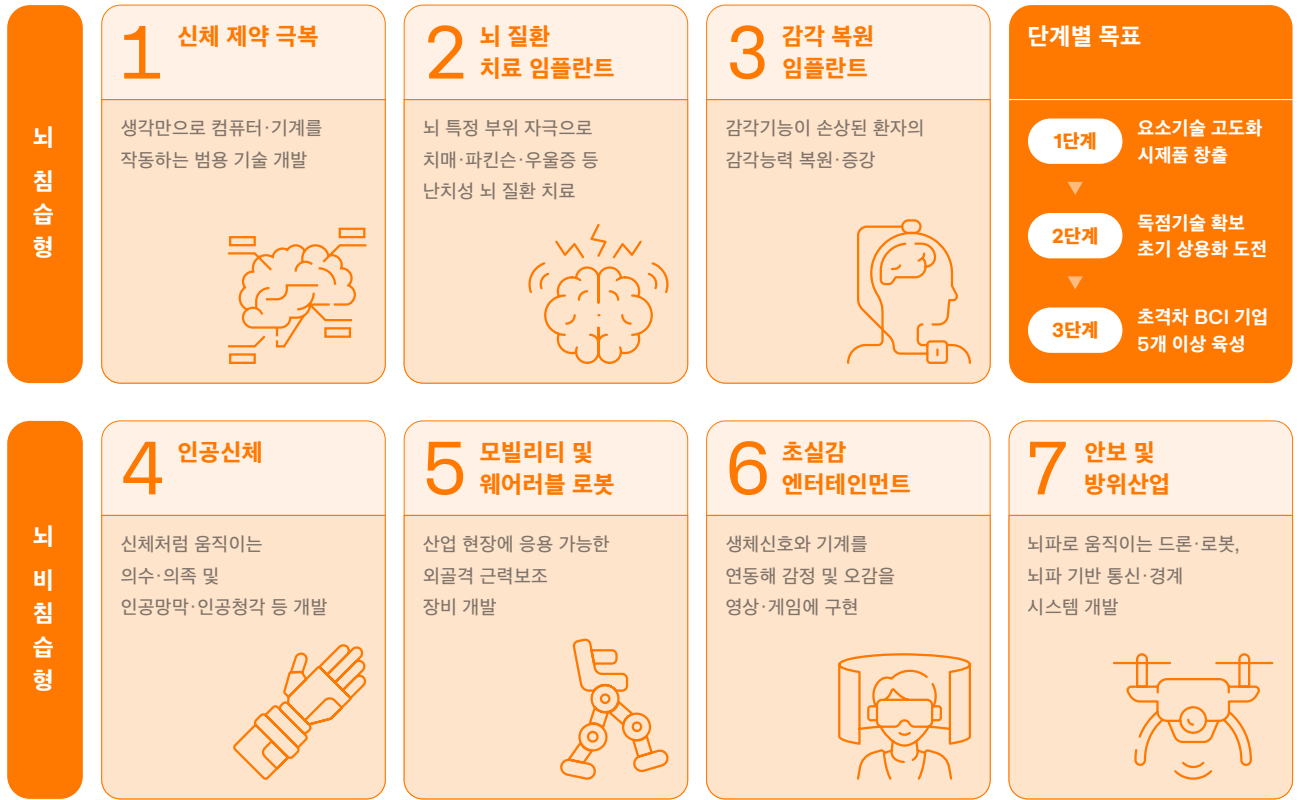 뇌 침습형
1 신체 제약 극복
생각만으로 컴퓨터·기계를
작동하는 범용 기술 개발
2 뇌 질환
치료 임플란트
뇌 특정 부위 자극으로
치매·파킨슨·우울증 등
난치성 뇌 질환 치료
3 감각 복원
임플란트
감각기능이 손상된 환자의
감각능력 복원·증강
단계별 목표
1단계
요소기술 고도화
시제품 창출
2단계
독점기술 확보
초기 상용화 도전
3단계
초격차 BCI 기업
5개 이상 육성
뇌 비침습형
4 인공신체
신체처럼 움직이는
의수·의족 및
인공망막·인공청각 등 개발
5 모빌리티 및
웨어러블 로봇
산업 현장에 응용 가능한
외골격 근력보조
장비 개발
6 초실감
엔터테인먼트
생체신호와 기계를
연동해 감정 및 오감을
영상·게임에 구현
7 안보 및
방위산업
뇌파로 움직이는 드론·로봇,
뇌파 기반 통신·경계
시스템 개발